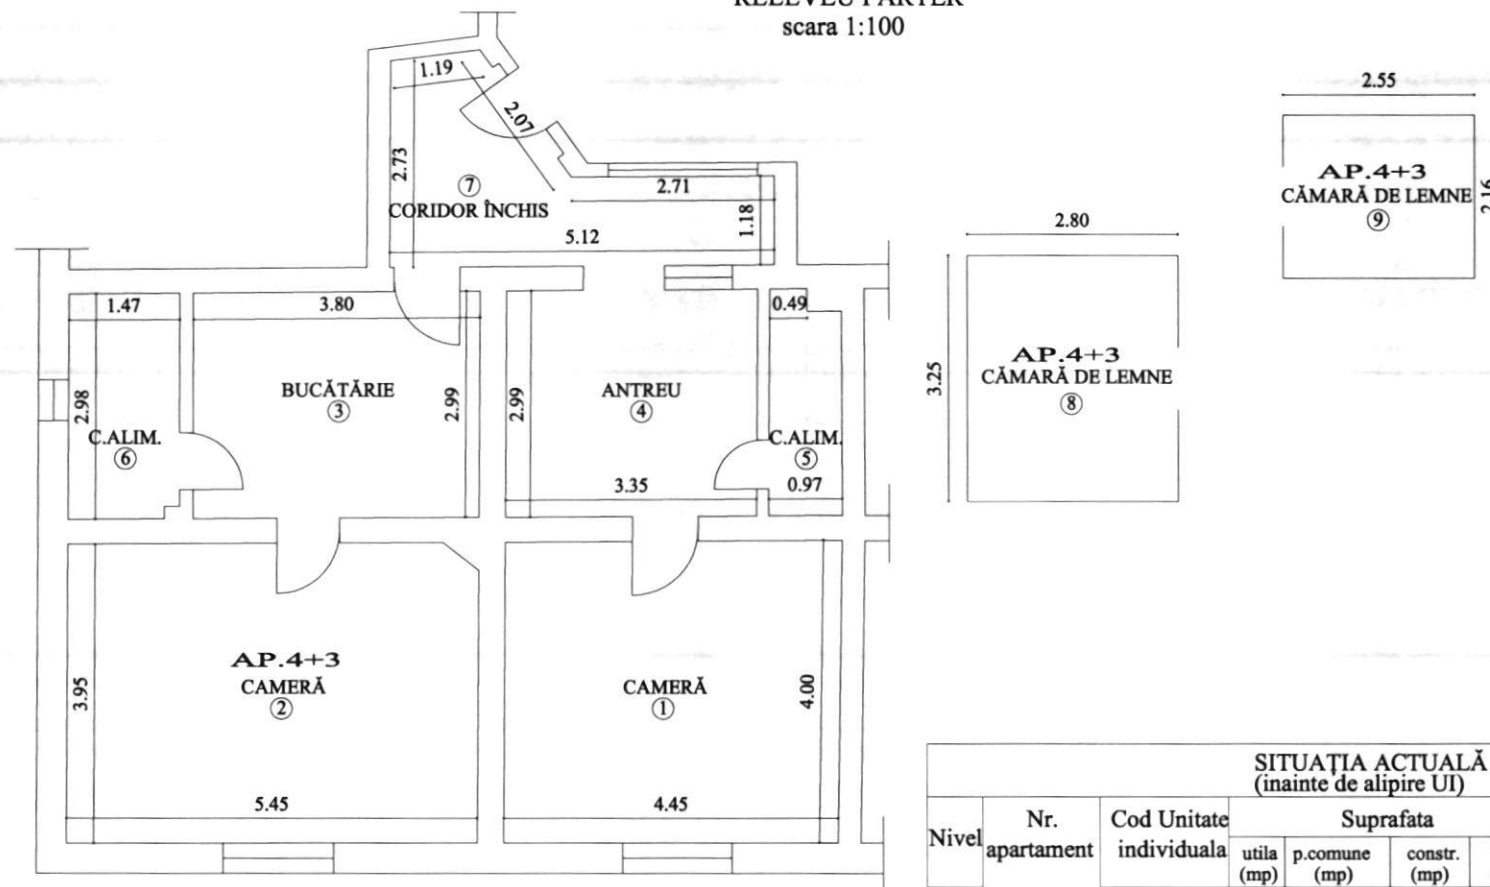 scara 1:100
1.19
2.07
2.73
⑦
CORIDOR ÎNCHIS
2.71
1.18
5.12
2.55
AP.4+3
CĂMARĂ DE LEMNE
⑨
2.16
2.80
3.25
AP.4+3
CĂMARĂ DE LEMNE
⑧
1.47
3.80
0.49
2.98
BUCĂTĂRIE
③
2.99
2.99
ANTREU
④
C.ALIM.
⑥
C.ALIM.
⑤
3.35
0.97
AP.4+3
CAMERĂ
②
3.95
5.45
CAMERĂ
①
4.00
4.45
SITUAȚIA ACTUALĂ
(inainte de alipire UI)
Nivel
Nr.
apartament
Cod Unitate
individuala
Suprafata
utila
(mp)
p.comune
(mp)
constr.
(mp)